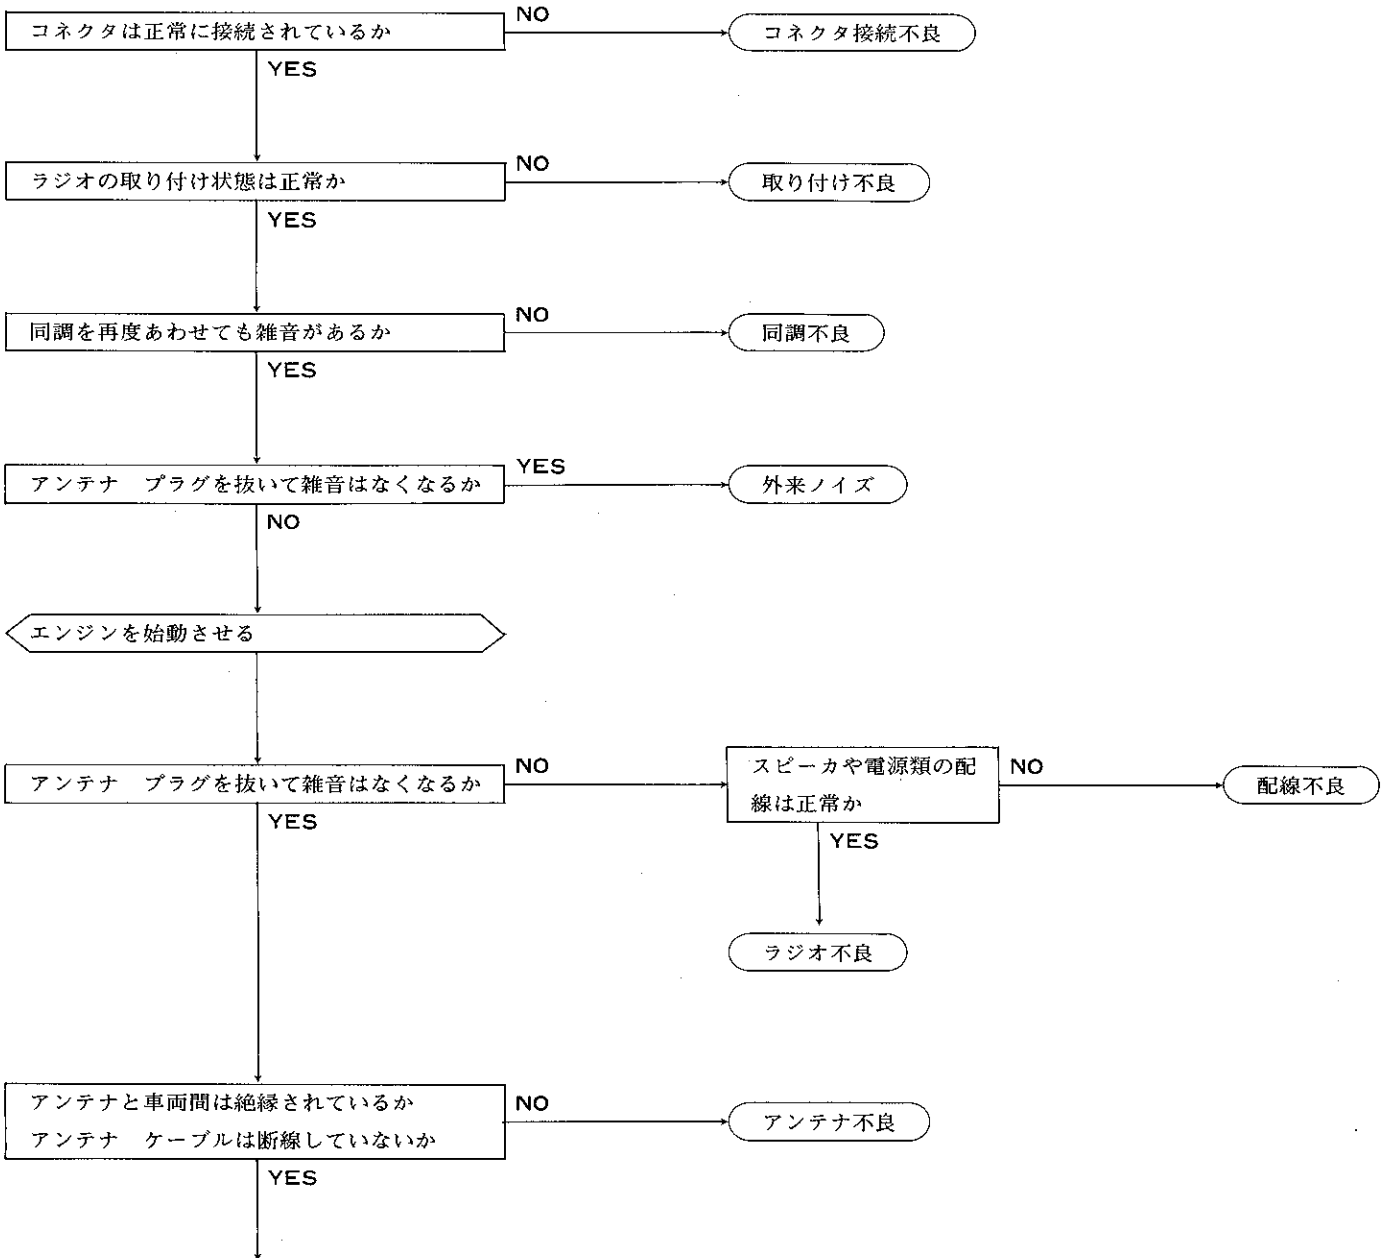 コネクタは正常に接続されているか
NO
コネクタ接続不良
YES
ラジオの取り付け状態は正常か
NO
取り付け不良
YES
同調を再度あわせても雑音があるか
NO
同調不良
YES
アンテナ　プラグを抜いて雑音はなくなるか
YES
外来ノイズ
NO
エンジンを始動させる
アンテナ　プラグを抜いて雑音はなくなるか
NO
スピーカや電源類の配
線は正常か
NO
配線不良
YES
YES
ラジオ不良
アンテナと車両間は絶縁されているか
アンテナ　ケーブルは断線していないか
NO
アンテナ不良
YES